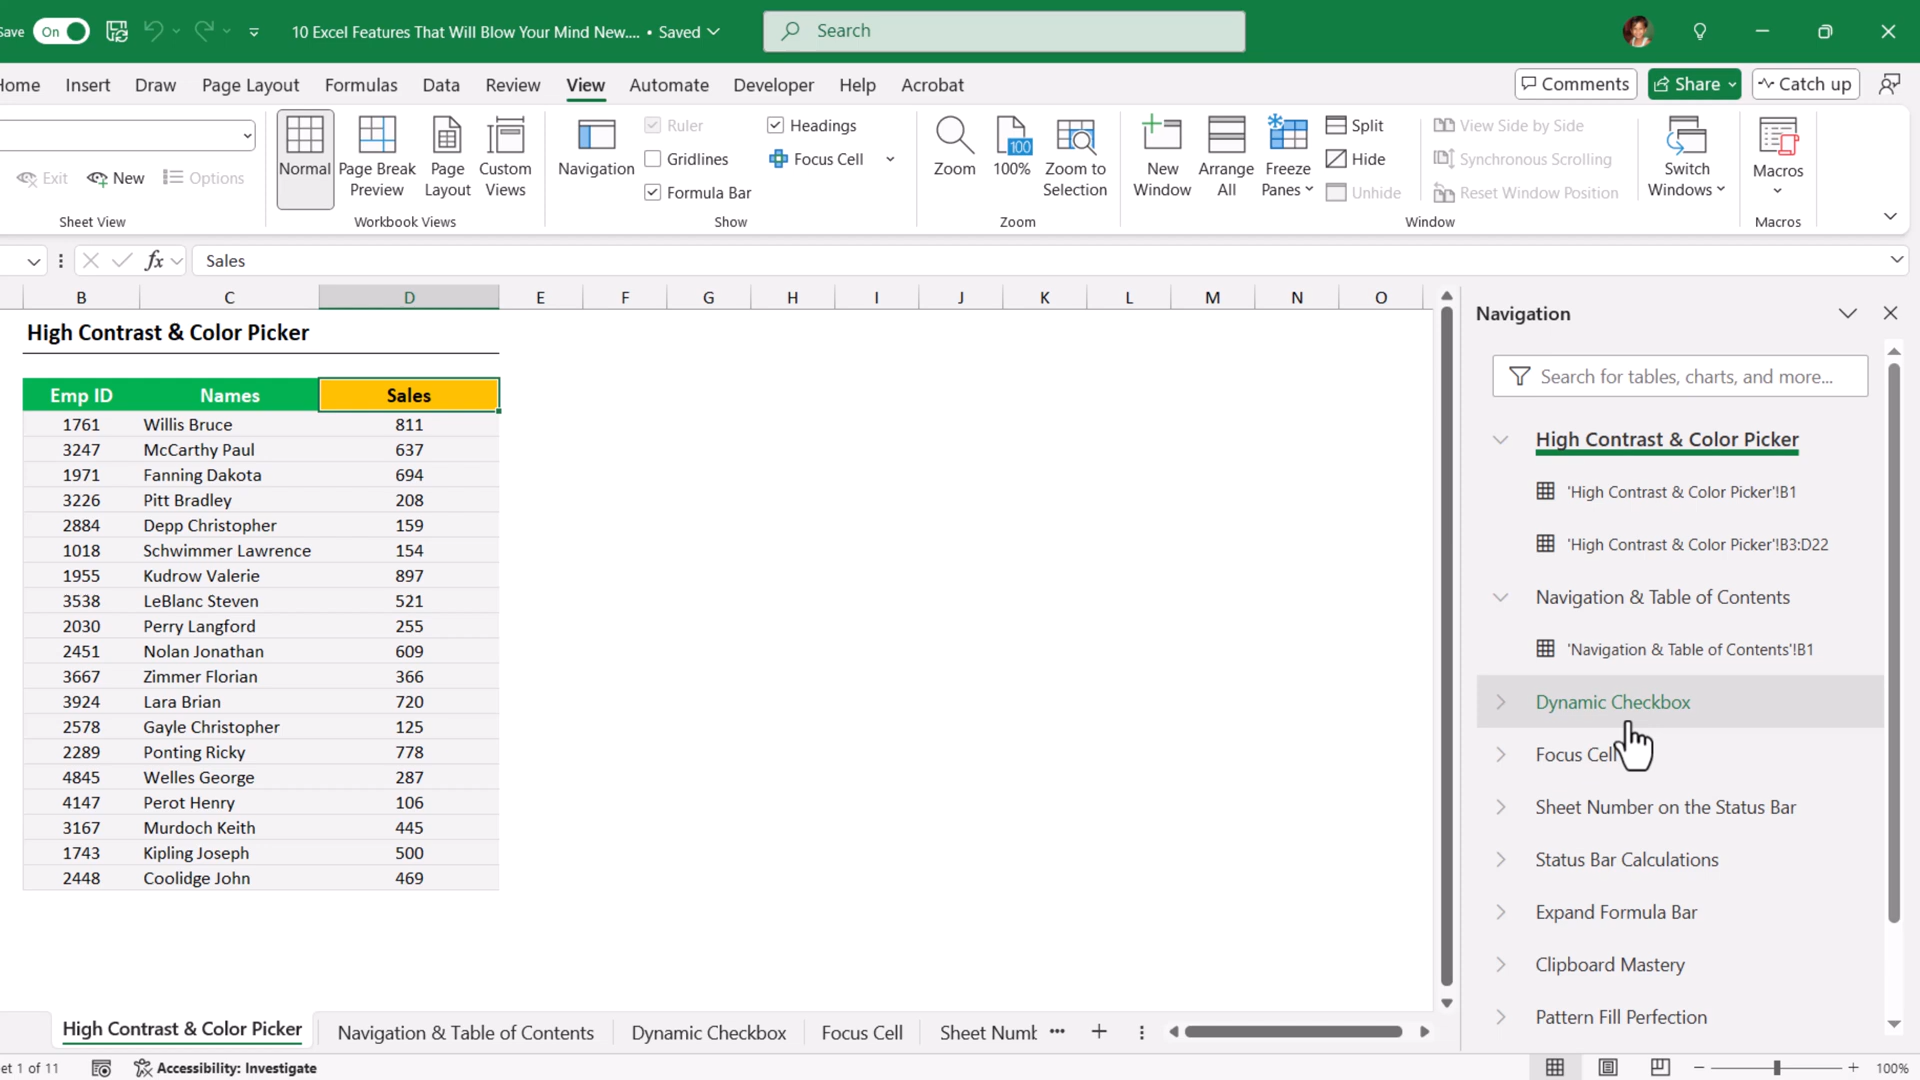 Save On 10 Excel Features That Will Blow Your Mind New.... • Saved Search
Home Insert Draw Page Layout Formulas Data Review View Automate Developer Help Acrobat Comments Share Catch up
Exit New Options
Sheet View
Normal
Page Break Preview
Page Layout
Custom Views
Workbook Views
Navigation
Ruler
Gridlines
Formula Bar
Headings
Focus Cell
Show
Zoom
100
100%
Zoom to Selection
Zoom
New Window
Arrange All
Freeze Panes
Split
Hide
Unhide
View Side by Side
Synchronous Scrolling
Reset Window Position
Switch Windows
Window
Macros
Macros
fx Sales
B C D E F G H I J K L M N O
High Contrast & Color Picker
Emp ID Names Sales
1761 Willis Bruce 811
3247 McCarthy Paul 637
1971 Fanning Dakota 694
3226 Pitt Bradley 208
2884 Depp Christopher 159
1018 Schwimmer Lawrence 154
1955 Kudrow Valerie 897
3538 LeBlanc Steven 521
2030 Perry Langford 255
2451 Nolan Jonathan 609
3667 Zimmer Florian 366
3924 Lara Brian 720
2578 Gayle Christopher 125
2289 Ponting Ricky 778
4845 Welles George 287
4147 Perot Henry 106
3167 Murdoch Keith 445
1743 Kipling Joseph 500
2448 Coolidge John 469
Navigation
Search for tables, charts, and more...
High Contrast & Color Picker
'High Contrast & Color Picker'!B1
'High Contrast & Color Picker'!B3:D22
Navigation & Table of Contents
'Navigation & Table of Contents'!B1
Dynamic Checkbox
Focus Cell
Sheet Number on the Status Bar
Status Bar Calculations
Expand Formula Bar
Clipboard Mastery
Pattern Fill Perfection
High Contrast & Color Picker Navigation & Table of Contents Dynamic Checkbox Focus Cell Sheet Numb ...
et 1 of 11 Accessibility: Investigate 100%